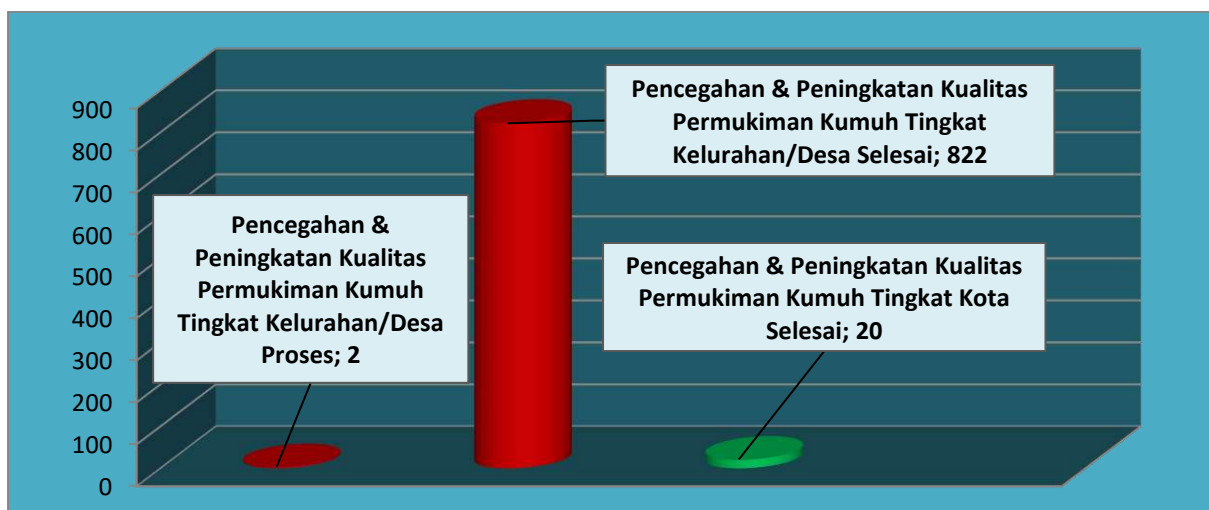 900
800
700
600
500
400
300
200
100
0
Pencegahan &
Peningkatan Kualitas
Permukiman Kumuh
Tingkat Kelurahan/Desa
Proses; 2
Pencegahan & Peningkatan Kualitas
Permukiman Kumuh Tingkat
Kelurahan/Desa Selesai; 822
Pencegahan & Peningkatan Kualitas
Permukiman Kumuh Tingkat Kota
Selesai; 20